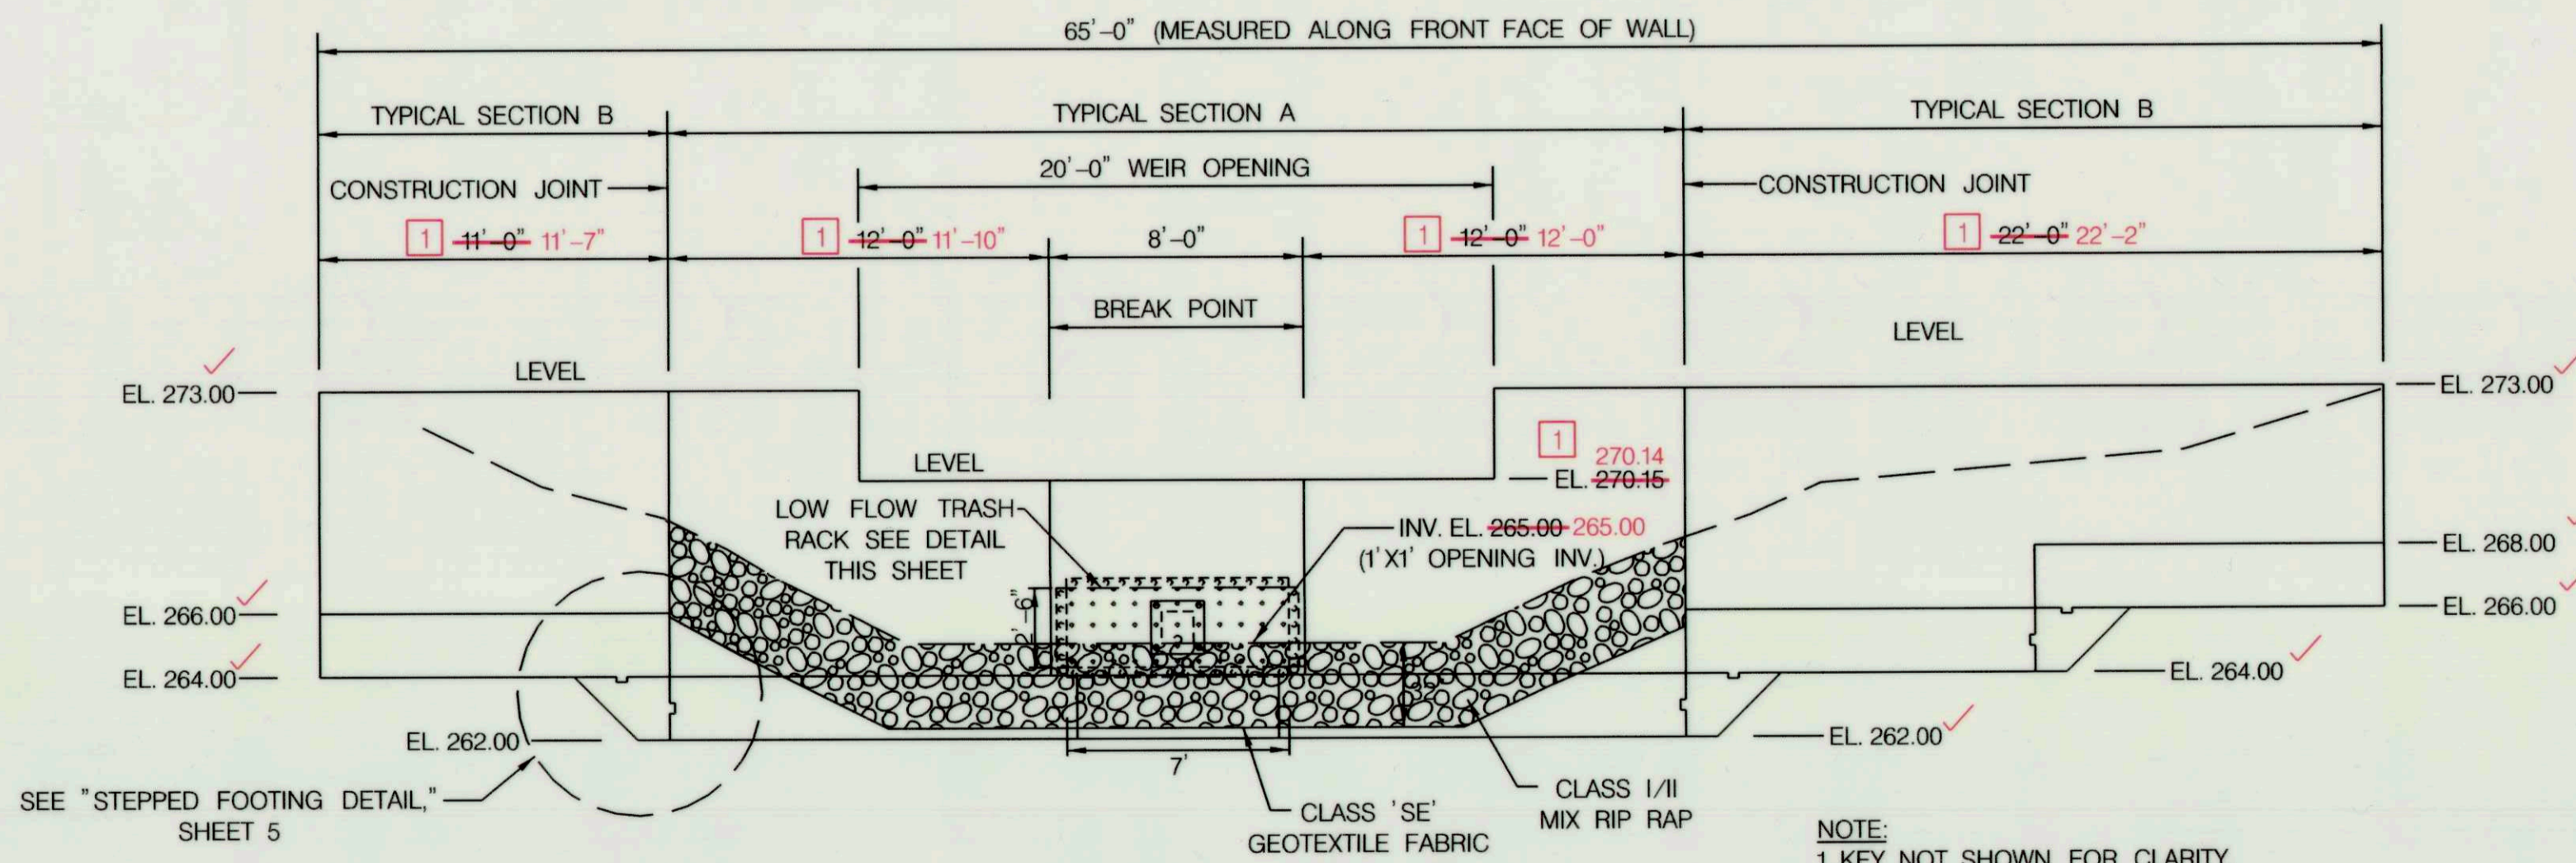 65'-0" (MEASURED ALONG FRONT FACE OF WALL)
TYPICAL SECTION B
TYPICAL SECTION A
TYPICAL SECTION B
20'-0" WEIR OPENING
CONSTRUCTION JOINT
CONSTRUCTION JOINT
1 11'-0" 11'-7"
1 12'-0" 11'-10"
8'-0"
1 12'-0" 12'-0"
1 22'-0" 22'-2"
BREAK POINT
LEVEL
LEVEL
EL. 273.00
EL. 273.00
LEVEL
1
270.14
EL. 270.15
LOW FLOW TRASH
RACK SEE DETAIL
THIS SHEET
INV. EL. 265.00 265.00
(1'X1' OPENING INV.)
EL. 268.00
2'-6"
EL. 266.00
EL. 266.00
EL. 264.00
EL. 264.00
EL. 262.00
EL. 262.00
7'
SEE "STEPPED FOOTING DETAIL,"
SHEET 5
CLASS 'SE'
GEOTEXTILE FABRIC
CLASS I/II
MIX RIP RAP
NOTE:
1 KEY NOT SHOWN FOR CLARITY